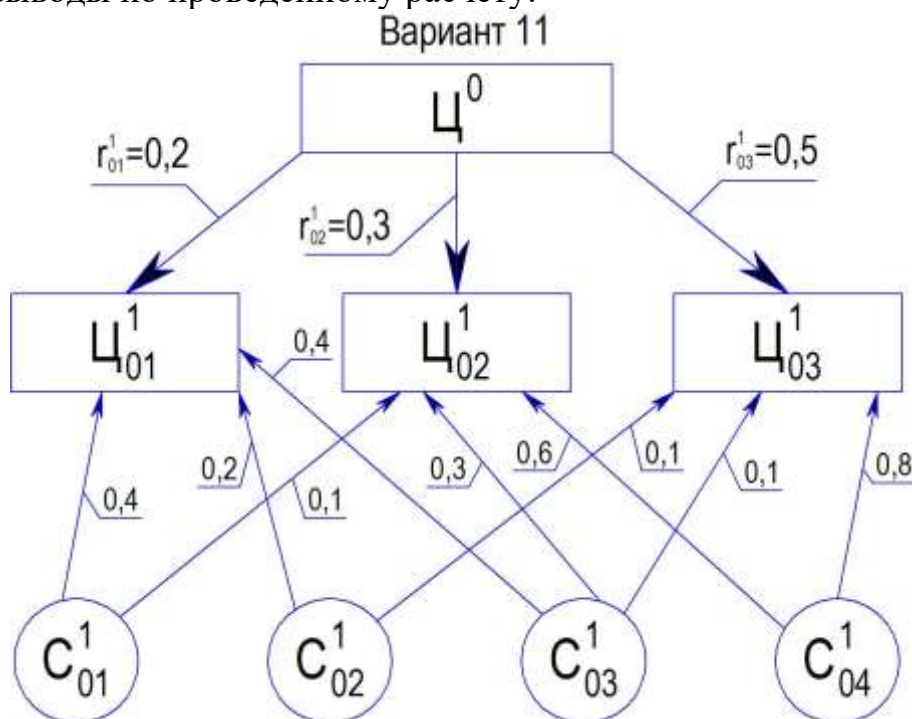 выводы по проведенному расчету.
Вариант 11
Ц⁰
r¹₀₁=0,2
r¹₀₃=0,5
r¹₀₂=0,3
Ц¹₀₁
Ц¹₀₂
Ц¹₀₃
0,4
0,4
0,2
0,1
0,3
0,6
0,1
0,1
0,8
С¹₀₁
С¹₀₂
С¹₀₃
С¹₀₄